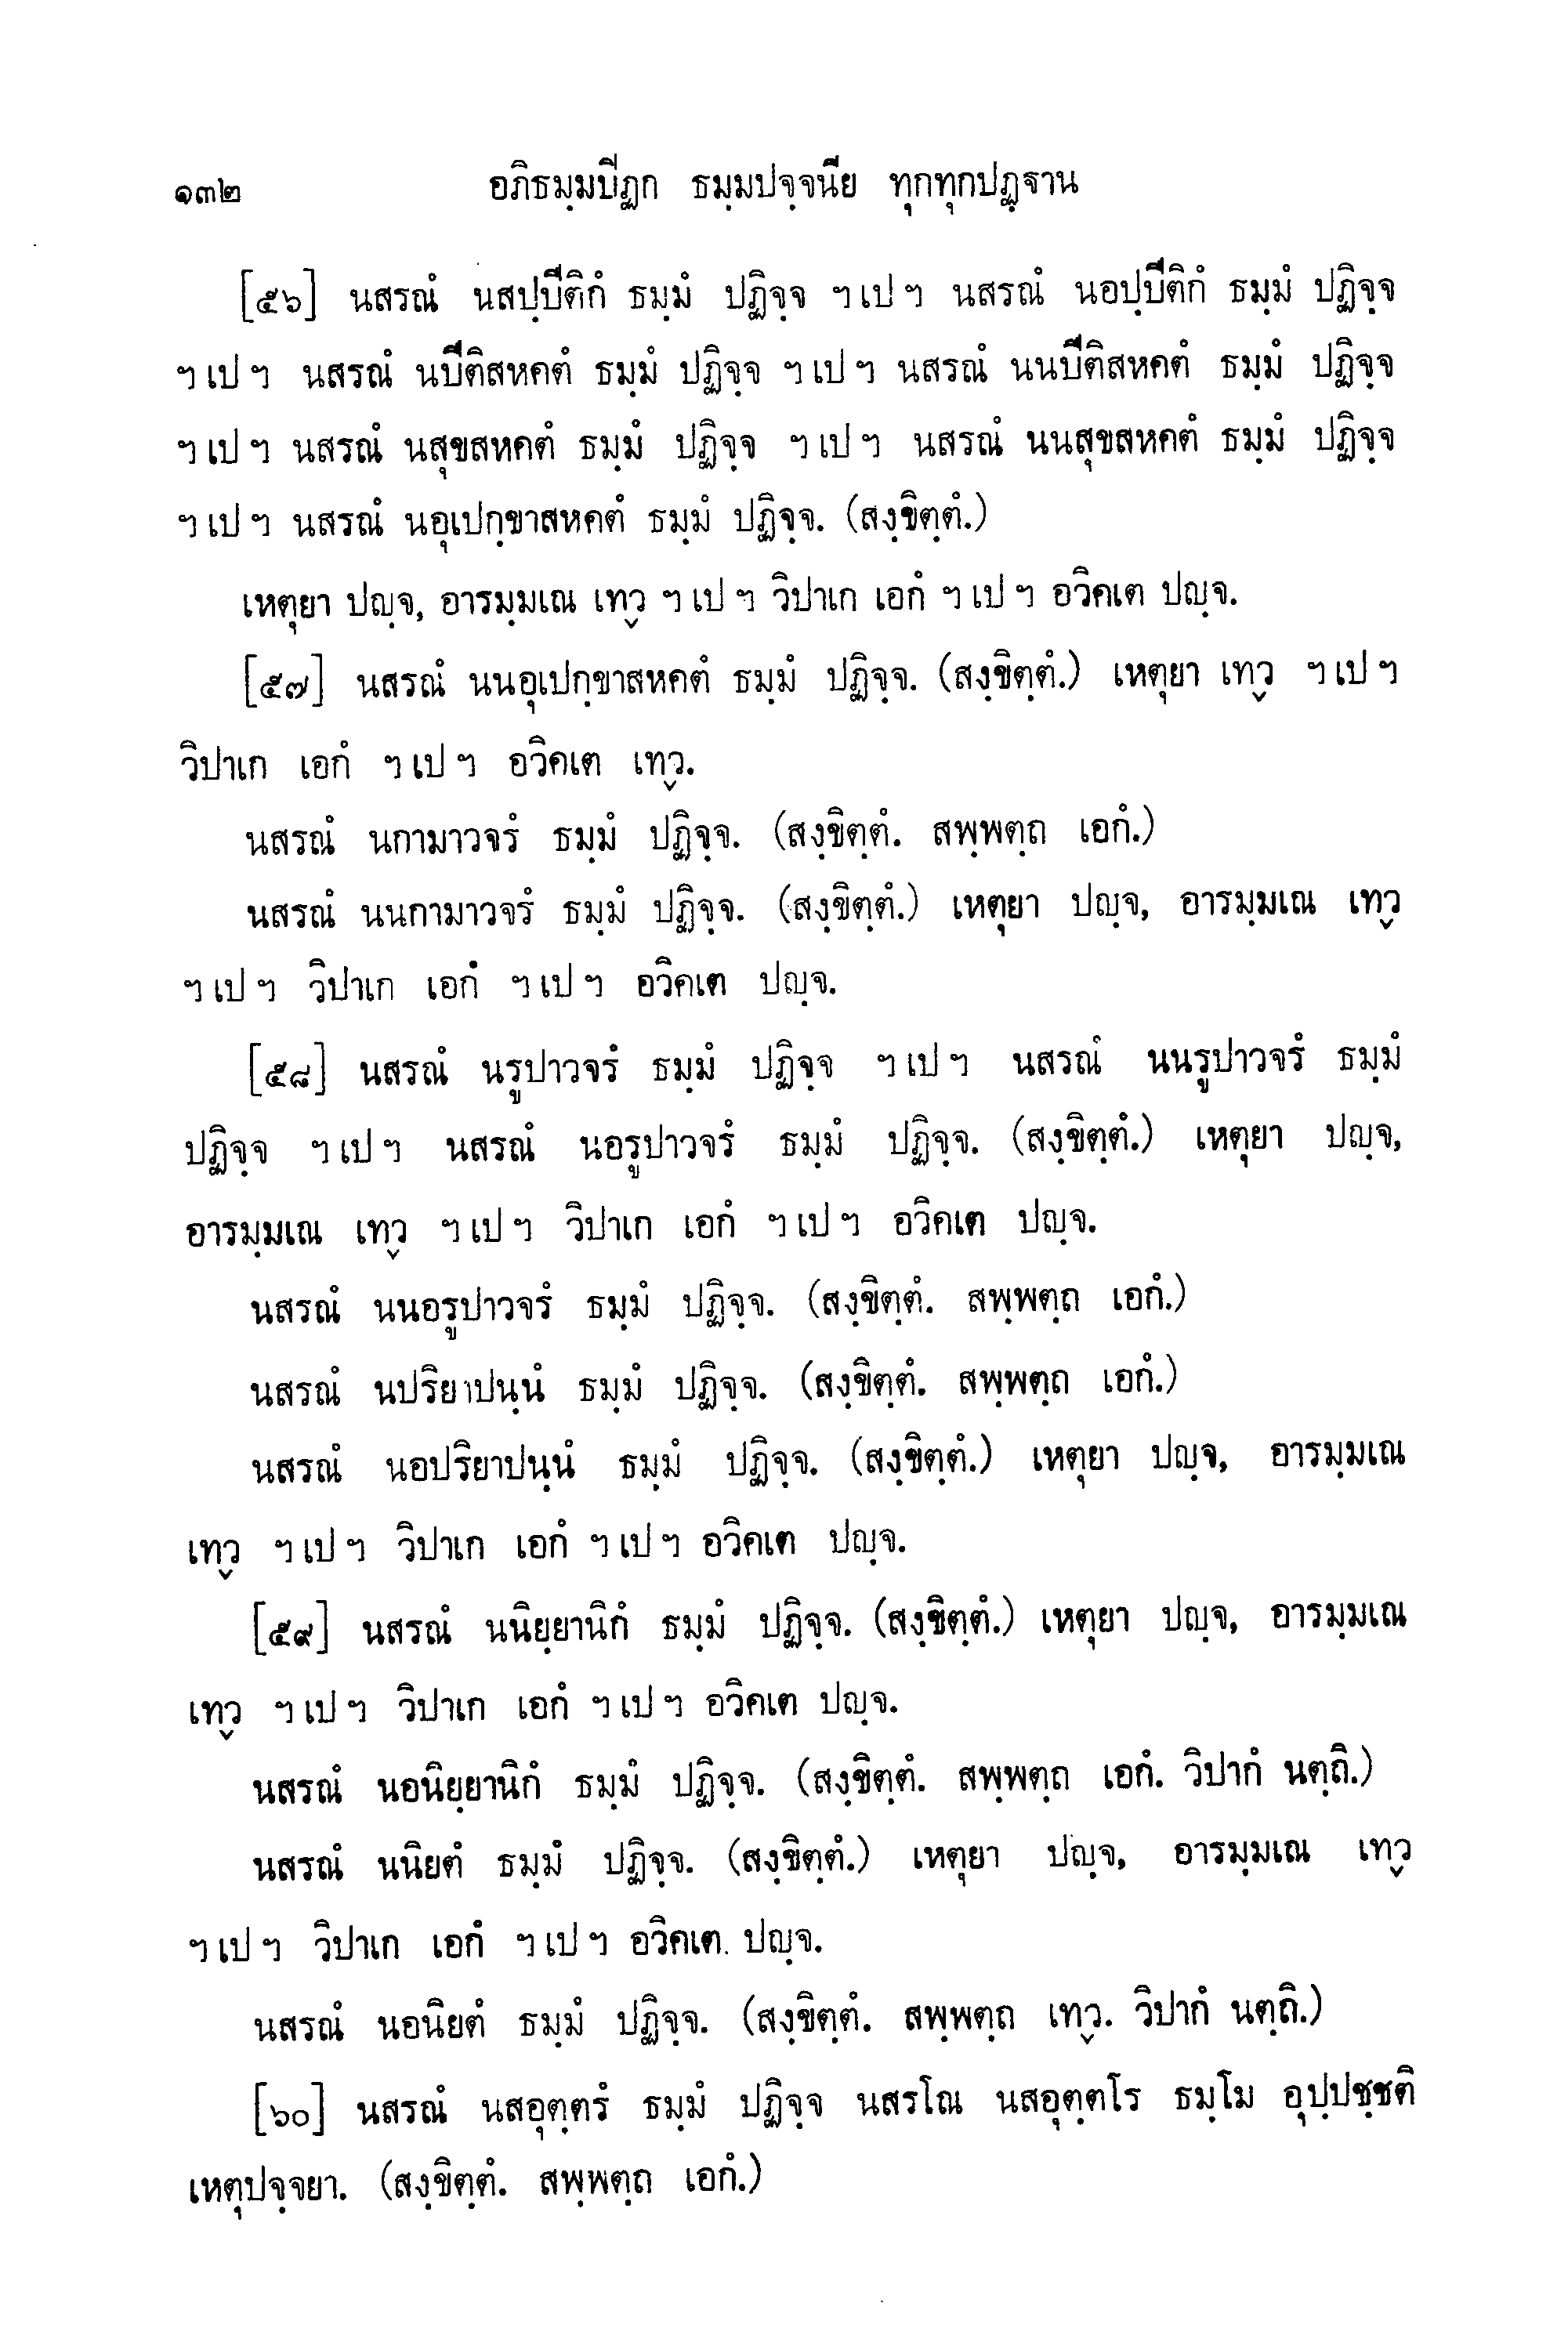 ๑๓๒ อภิธมฺมปีฏก ธมฺมปจฺจนีย ทุกทุกปฏฺฐาน
[๕๖] นสรณํ นสปฺปีติกํ ธมฺมํ ปฏิจฺจ ฯ เป ฯ นสรณํ นอปฺปีติกํ ธมฺมํ ปฏิจฺจ
ฯ เป ฯ นสรณํ นปีติสหคตํ ธมฺมํ ปฏิจฺจ ฯ เป ฯ นสรณํ นนปีติสหคตํ ธมฺมํ ปฏิจฺจ
ฯ เป ฯ นสรณํ นสุขสหคตํ ธมฺมํ ปฏิจฺจ ฯ เป ฯ นสรณํ นนสุขสหคตํ ธมฺมํ ปฏิจฺจ
ฯ เป ฯ นสรณํ นอุเปกฺขาสหคตํ ธมฺมํ ปฏิจฺจ. (สงฺขิตฺตํ.)
เหตุยา ปญฺจ, อารมฺมเณ เทฺว ฯ เป ฯ วิปาเก เอกํ ฯ เป ฯ อวิคเต ปญฺจ.
[๕๗] นสรณํ นนอุเปกฺขาสหคตํ ธมฺมํ ปฏิจฺจ. (สงฺขิตฺตํ.) เหตุยา เทฺว ฯ เป ฯ
วิปาเก เอกํ ฯ เป ฯ อวิคเต เทฺว.
นสรณํ นกามาวจรํ ธมฺมํ ปฏิจฺจ. (สงฺขิตฺตํ. สพฺพตฺถ เอกํ.)
นสรณํ นนกามาวจรํ ธมฺมํ ปฏิจฺจ. (สงฺขิตฺตํ.) เหตุยา ปญฺจ, อารมฺมเณ เทฺว
ฯ เป ฯ วิปาเก เอกํ ฯ เป ฯ อวิคเต ปญฺจ.
[๕๘] นสรณํ นรูปาวจรํ ธมฺมํ ปฏิจฺจ ฯ เป ฯ นสรณํ นนรูปาวจรํ ธมฺมํ
ปฏิจฺจ ฯ เป ฯ นสรณํ นอรูปาวจรํ ธมฺมํ ปฏิจฺจ. (สงฺขิตฺตํ.) เหตุยา ปญฺจ,
อารมฺมเณ เทฺว ฯ เป ฯ วิปาเก เอกํ ฯ เป ฯ อวิคเต ปญฺจ.
นสรณํ นนอรูปาวจรํ ธมฺมํ ปฏิจฺจ. (สงฺขิตฺตํ. สพฺพตฺถ เอกํ.)
นสรณํ นปริยาปนฺนํ ธมฺมํ ปฏิจฺจ. (สงฺขิตฺตํ. สพฺพตฺถ เอกํ.)
นสรณํ นอปริยาปนฺนํ ธมฺมํ ปฏิจฺจ. (สงฺขิตฺตํ.) เหตุยา ปญฺจ, อารมฺมเณ
เทฺว ฯ เป ฯ วิปาเก เอกํ ฯ เป ฯ อวิคเต ปญฺจ.
[๕๙] นสรณํ นนิยฺยานิกํ ธมฺมํ ปฏิจฺจ. (สงฺขิตฺตํ.) เหตุยา ปญฺจ, อารมฺมเณ
เทฺว ฯ เป ฯ วิปาเก เอกํ ฯ เป ฯ อวิคเต ปญฺจ.
นสรณํ นอนิยฺยานิกํ ธมฺมํ ปฏิจฺจ. (สงฺขิตฺตํ. สพฺพตฺถ เอกํ. วิปากํ นตฺถิ.)
นสรณํ นนิยตํ ธมฺมํ ปฏิจฺจ. (สงฺขิตฺตํ.) เหตุยา ปญฺจ, อารมฺมเณ เทฺว
ฯ เป ฯ วิปาเก เอกํ ฯ เป ฯ อวิคเต ปญฺจ.
นสรณํ นอนิยตํ ธมฺมํ ปฏิจฺจ. (สงฺขิตฺตํ. สพฺพตฺถ เทฺว. วิปากํ นตฺถิ.)
[๖๐] นสรณํ นสอุตฺตรํ ธมฺมํ ปฏิจฺจ นสรโณ นสอุตฺตโร ธมฺโม อุปฺปชฺชติ
เหตุปจฺจยา. (สงฺขิตฺตํ. สพฺพตฺถ เอกํ.)